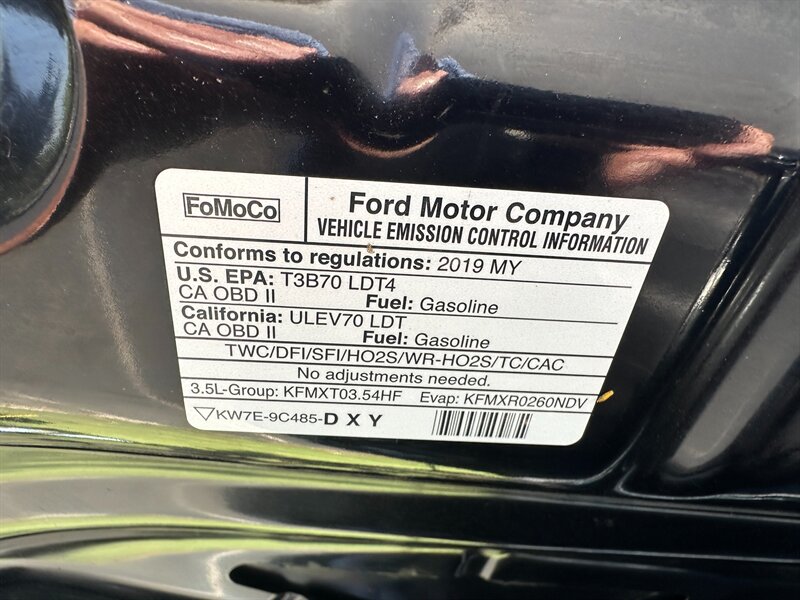 FoMoCo
Ford Motor Company
VEHICLE EMISSION CONTROL INFORMATION
Conforms to regulations: 2019 MY
U.S. EPA: T3B70 LDT4
CA OBD II Fuel: Gasoline
California: ULEV70 LDT
CA OBD II Fuel: Gasoline
TWC/DFI/SFI/HO2S/WR-HO2S/TC/CAC
No adjustments needed.
3.5L-Group: KFMXT03.54HF Evap: KFMXR0260NDV
KW7E-9C485-D X Y